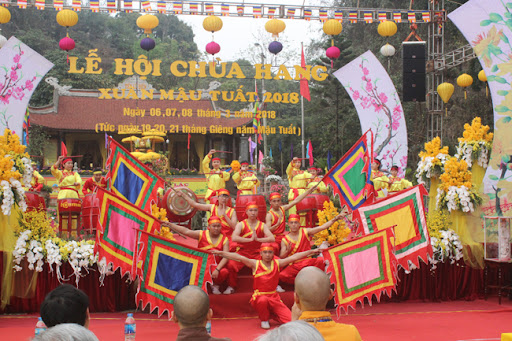 LỄ HỘI CHÙA HANG
XUÂN MẬU TUẤT 2018
Ngày 06,07,08 tháng 3 năm 2018
(Tức ngày 19,20, 21 tháng Giêng năm Mậu Tuất)